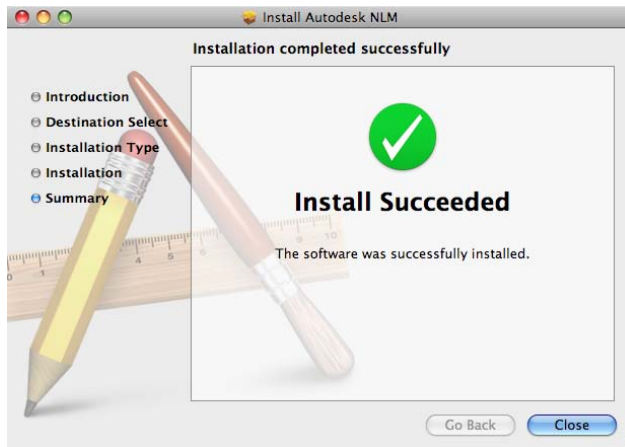 Install Autodesk NLM
Installation completed successfully
Introduction
Destination Select
Installation Type
Installation
Summary
Install Succeeded
The software was successfully installed.
Go Back
Close